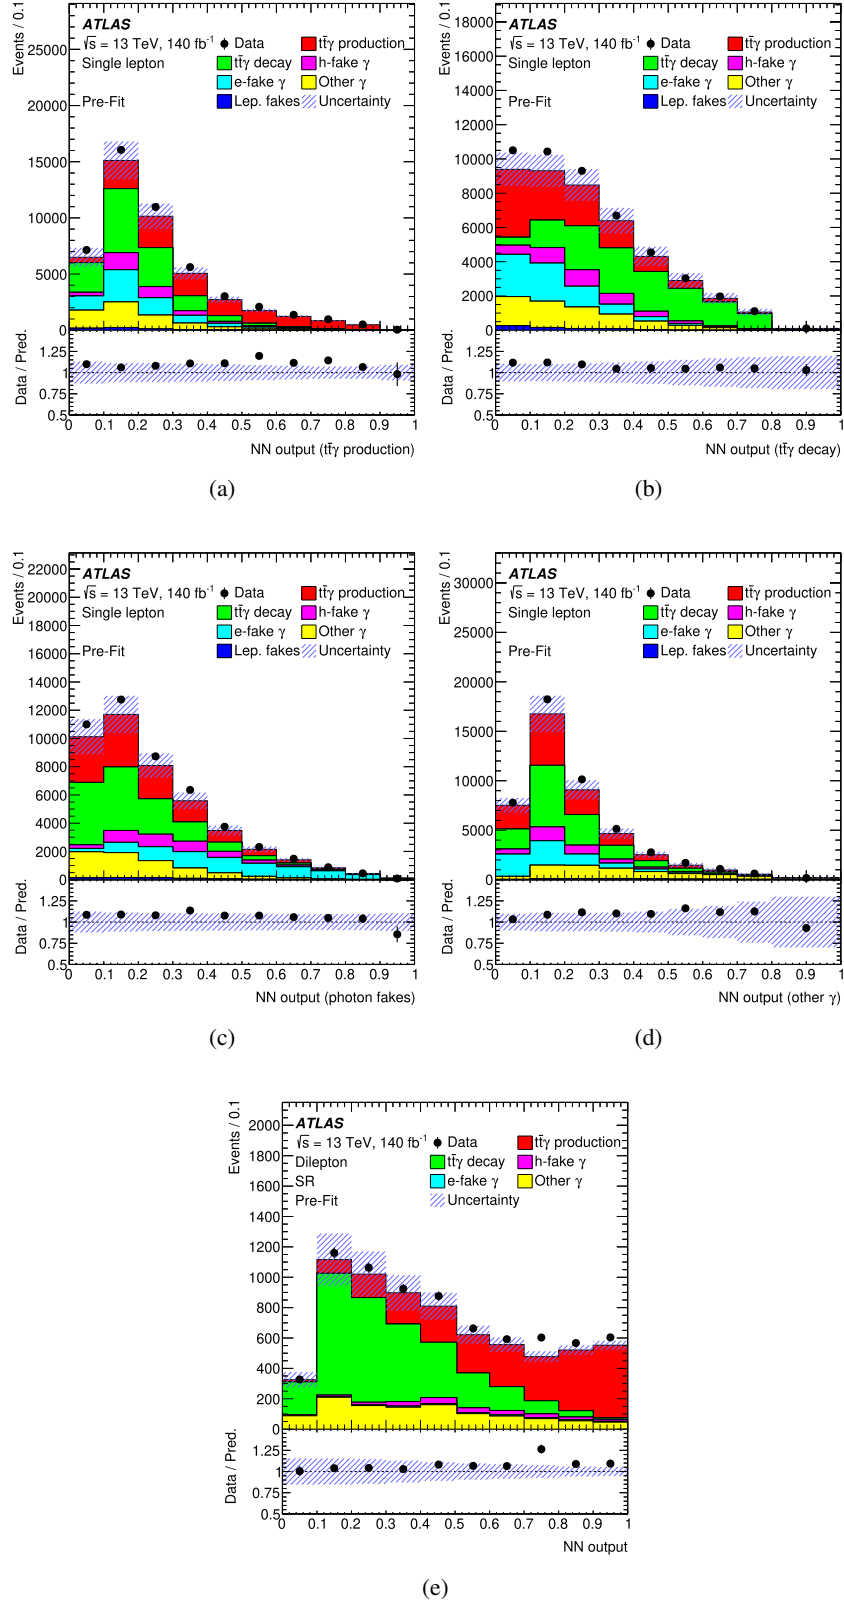 ATLAS
√s = 13 TeV, 140 fb⁻¹
Single lepton
Pre-Fit
Data
tt̄γ production
tt̄γ decay
h-fake γ
e-fake γ
Other γ
Lep. fakes
Uncertainty
Events / 0.1
25000
20000
15000
10000
5000
0
Data / Pred.
1.25
1
0.75
0.5
0 0.1 0.2 0.3 0.4 0.5 0.6 0.7 0.8 0.9 1
NN output (tt̄γ production)
(a)
ATLAS
√s = 13 TeV, 140 fb⁻¹
Single lepton
Pre-Fit
Data
tt̄γ production
tt̄γ decay
h-fake γ
e-fake γ
Other γ
Lep. fakes
Uncertainty
Events / 0.1
18000
16000
14000
12000
10000
8000
6000
4000
2000
0
Data / Pred.
1.25
1
0.75
0.5
0 0.1 0.2 0.3 0.4 0.5 0.6 0.7 0.8 0.9 1
NN output (tt̄γ decay)
(b)
ATLAS
√s = 13 TeV, 140 fb⁻¹
Single lepton
Pre-Fit
Data
tt̄γ production
tt̄γ decay
h-fake γ
e-fake γ
Other γ
Lep. fakes
Uncertainty
Events / 0.1
22000
20000
18000
16000
14000
12000
10000
8000
6000
4000
2000
0
Data / Pred.
1.25
1
0.75
0.5
0 0.1 0.2 0.3 0.4 0.5 0.6 0.7 0.8 0.9 1
NN output (photon fakes)
(c)
ATLAS
√s = 13 TeV, 140 fb⁻¹
Single lepton
Pre-Fit
Data
tt̄γ production
tt̄γ decay
h-fake γ
e-fake γ
Other γ
Lep. fakes
Uncertainty
Events / 0.1
30000
25000
20000
15000
10000
5000
0
Data / Pred.
1.25
1
0.75
0.5
0 0.1 0.2 0.3 0.4 0.5 0.6 0.7 0.8 0.9 1
NN output (other γ)
(d)
ATLAS
√s = 13 TeV, 140 fb⁻¹
Dilepton
SR
Pre-Fit
Data
tt̄γ production
tt̄γ decay
h-fake γ
e-fake γ
Other γ
Uncertainty
Events / 0.1
2000
1800
1600
1400
1200
1000
800
600
400
200
0
Data / Pred.
1.25
1
0.75
0.5
0 0.1 0.2 0.3 0.4 0.5 0.6 0.7 0.8 0.9 1
NN output
(e)